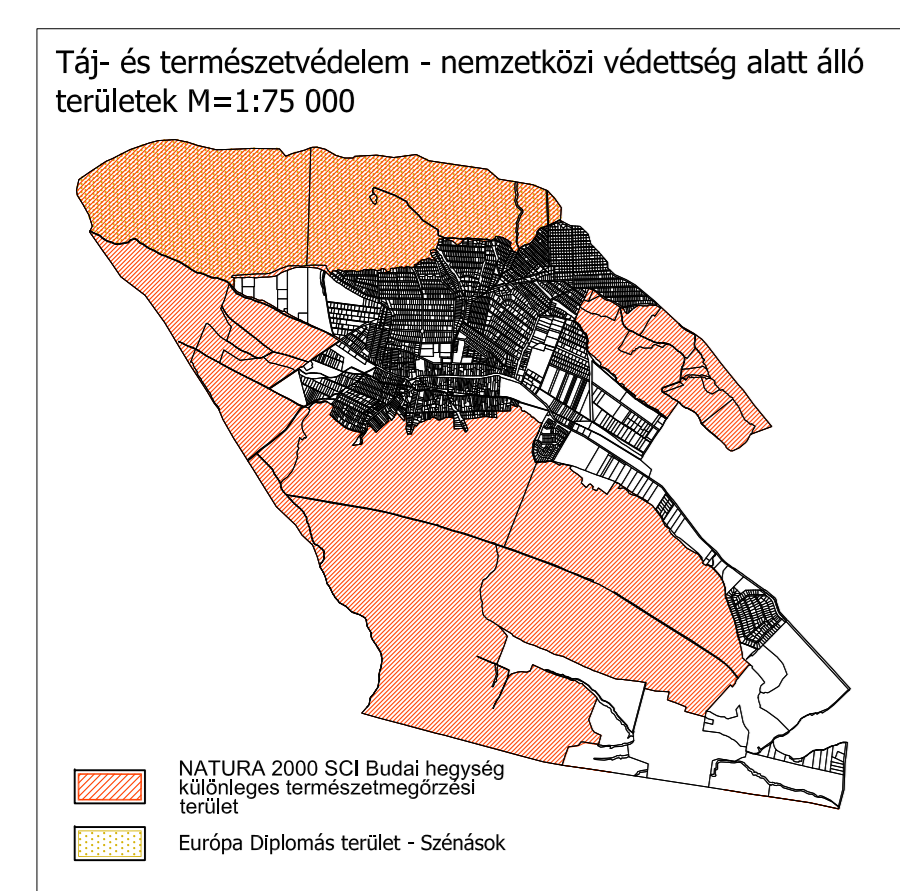 Táj- és természetvédelem - nemzetközi védettség alatt álló
területek M=1:75 000
NATURA 2000 SCI Budai hegység
különleges természetmegőrzési
terület
Európa Diplomás terület - Szénások